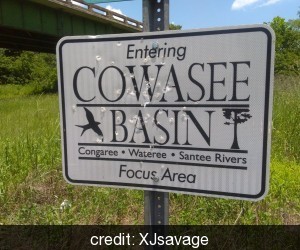 Entering
COWASEE
BASIN
Congaree • Wateree • Santee Rivers
Focus Area
credit: XJsavage